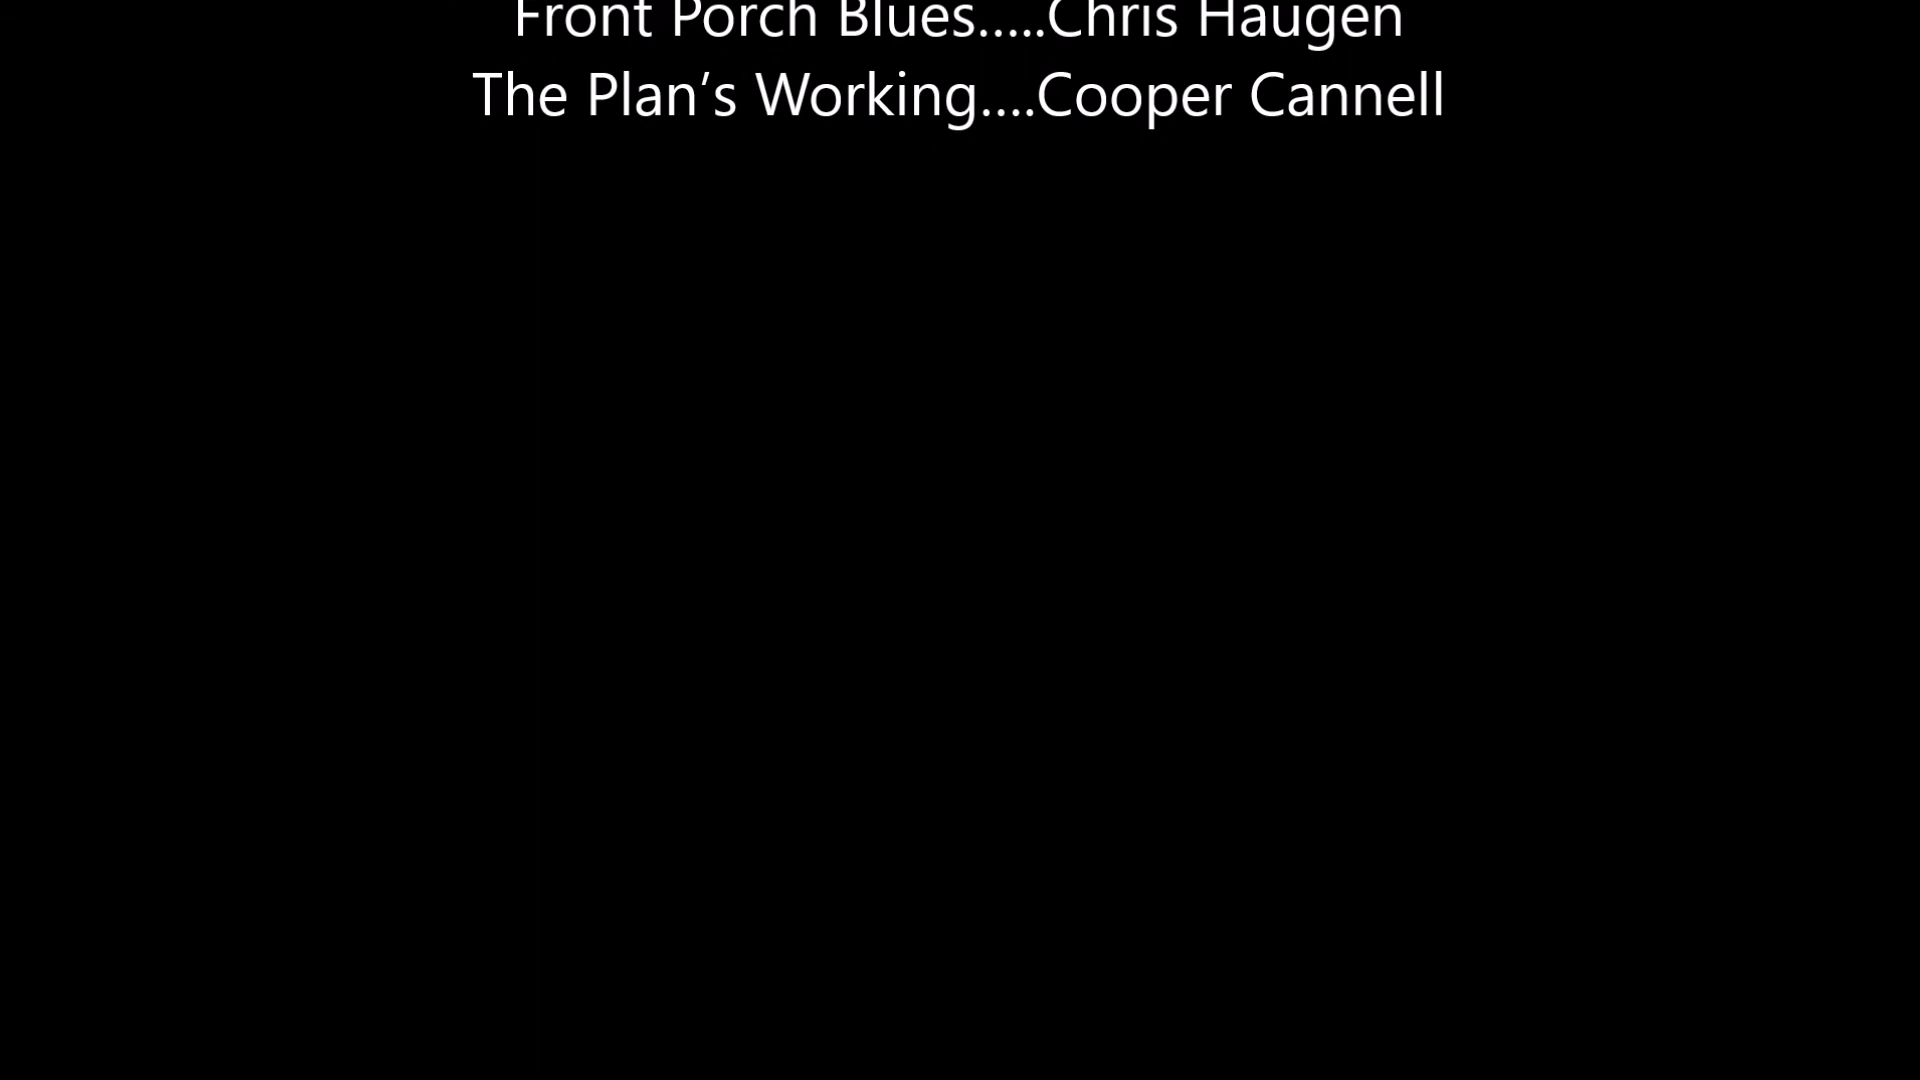 Front Porch Blues.....Chris Haugen
The Plan’s Working....Cooper Cannell